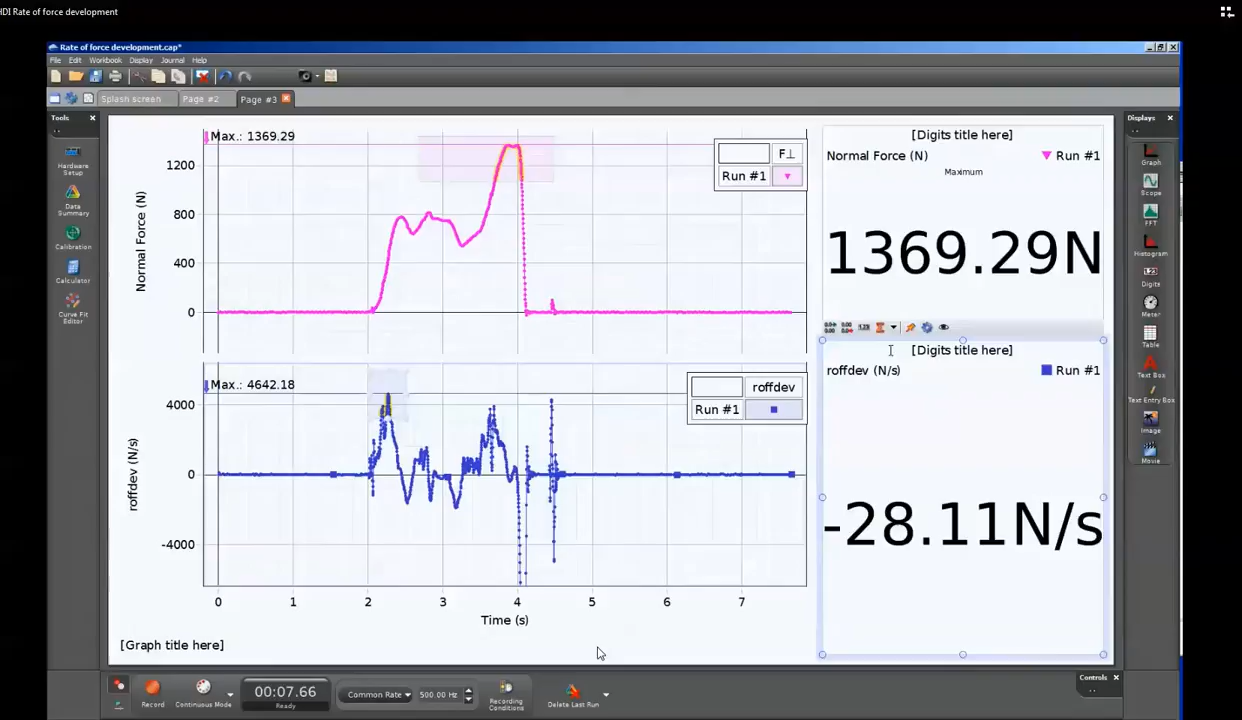 HDI Rate of force development
Rate of force development.cap*
File Edit Workbook Display Journal Help
Splash screen Page #2 Page #3
Tools
Hardware Setup
Data Summary
Calibration
Calculator
Curve Fit Editor
Max.: 1369.29
F⊥
Run #1
Normal Force (N)
1200
800
400
0
Max.: 4642.18
roffdev
Run #1
roffdev (N/s)
4000
0
-4000
0 1 2 3 4 5 6 7
Time (s)
[Graph title here]
[Digits title here]
Normal Force (N) Run #1
Maximum
1369.29N
[Digits title here]
roffdev (N/s) Run #1
-28.11N/s
Displays
Graph
Scope
FFT
Histogram
Digits
Meter
Table
Text Box
Text Entry Box
Image
Movie
Record
Continuous Mode
00:07.66
Ready
Common Rate 500.00 Hz
Recording Conditions
Delete Last Run
Controls